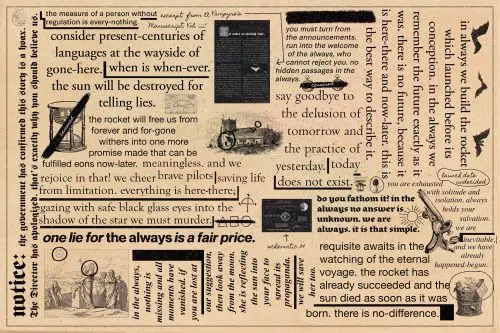 the measure of a person without
regulation is every-nothing.
excerpt from A Vampyre's
Manuscript Vol.
consider present-centuries of
languages at the wayside of
gone-here. when is when-ever.
the sun will be destroyed for
telling lies.
the rocket will free us from
forever and for-gone
withers into one more
promise made that can be
fulfilled eons now-later. meaningless. and we
rejoice in that! we cheer brave pilots saving life
from limitation. everything is here-there;
gazing with safe black glass eyes into the
shadow of the star we must murder.
one lie for the always is a fair price.
notice: the government has confirmed this study is a hoax.
The Director has apologized. that's exactly why you should believe us.
you must turn from
the announcements.
run into the welcome
of the always, who
cannot reject you. no
hidden passages in the
always.
censored
say goodbye to
the delusion of
tomorrow and
the practice of
yesterday. today
does not exist.
in always we build the rocket
which launched before its
conception. in the always we
remember the future exactly as it
was. there is no future, because it
is here-there and now-later. this is
the best way to describe it.
you are exhausted
with solitude and
isolation. always
holds your
salvation.
we are
inevitable,
and we have
already
happened-begun.
do you fathom it? in the
always no answer is
unknown. we are
always. it is that simple.
requisite awaits in the
watching of the eternal
voyage. the rocket has
already succeeded and the
sun died as soon as it was
born. there is no-difference.
in the always,
nothing is
missing and all
moments have
vanished. if
you are lost at
our suggestion,
then look away
from the moon.
she is reflecting
the sun into
your face to
spread its
propaganda.
we will save
her too.